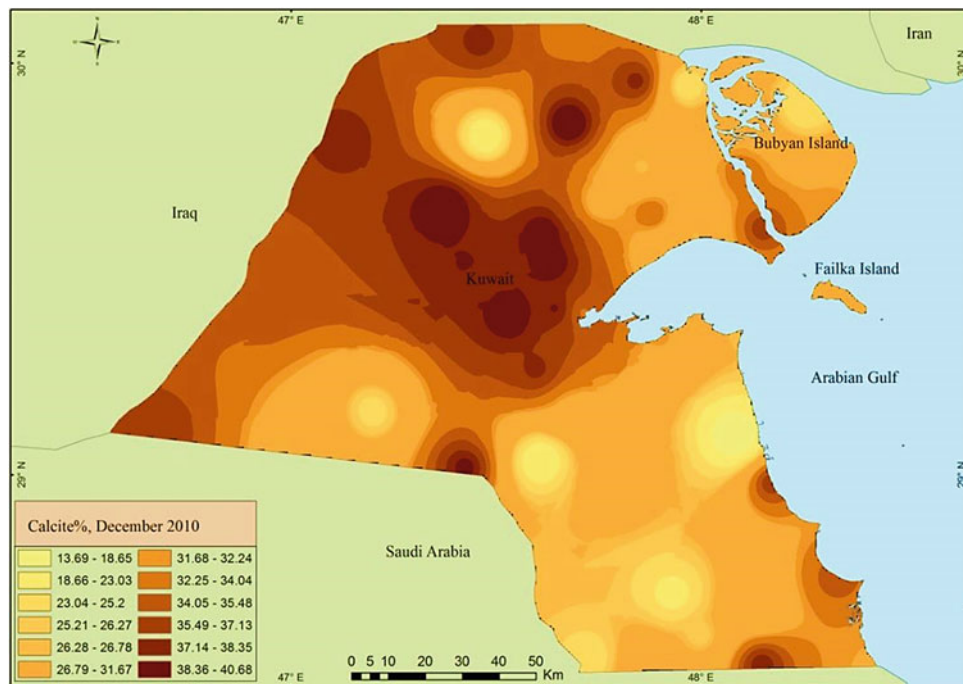 47° E
48° E
Iran
30° N
30° N
Bubyan Island
Iraq
Failka Island
Kuwait
Arabian Gulf
29° N
29° N
Calcite%, December 2010
Saudi Arabia
13.69 - 18.65
31.68 - 32.24
18.66 - 23.03
32.25 - 34.04
23.04 - 25.2
34.05 - 35.48
25.21 - 26.27
35.49 - 37.13
26.28 - 26.78
37.14 - 38.35
26.79 - 31.67
38.36 - 40.68
0 5 10 20 30 40 50
Km
47° E
48° E